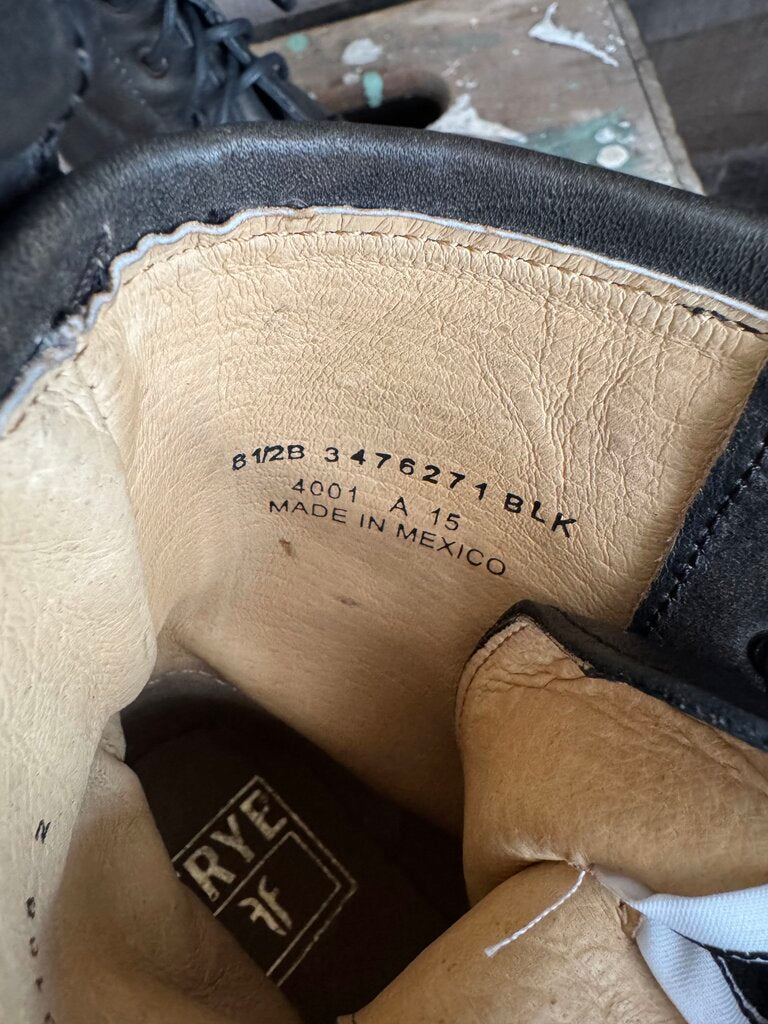 8 1/2B 3476271 BLK
4001 A 15
MADE IN MEXICO
RYE